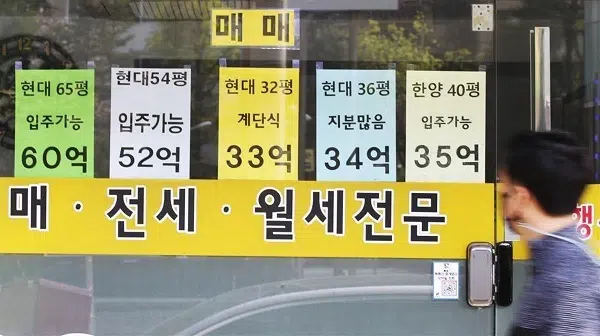 매 매
현대 65평
입주가능
60억
현대54평
입주가능
52억
현대 32평
계단식
33억
현대 36평
지분많음
34억
한양 40평
입주가능
35억
매 · 전세 · 월세전문
행